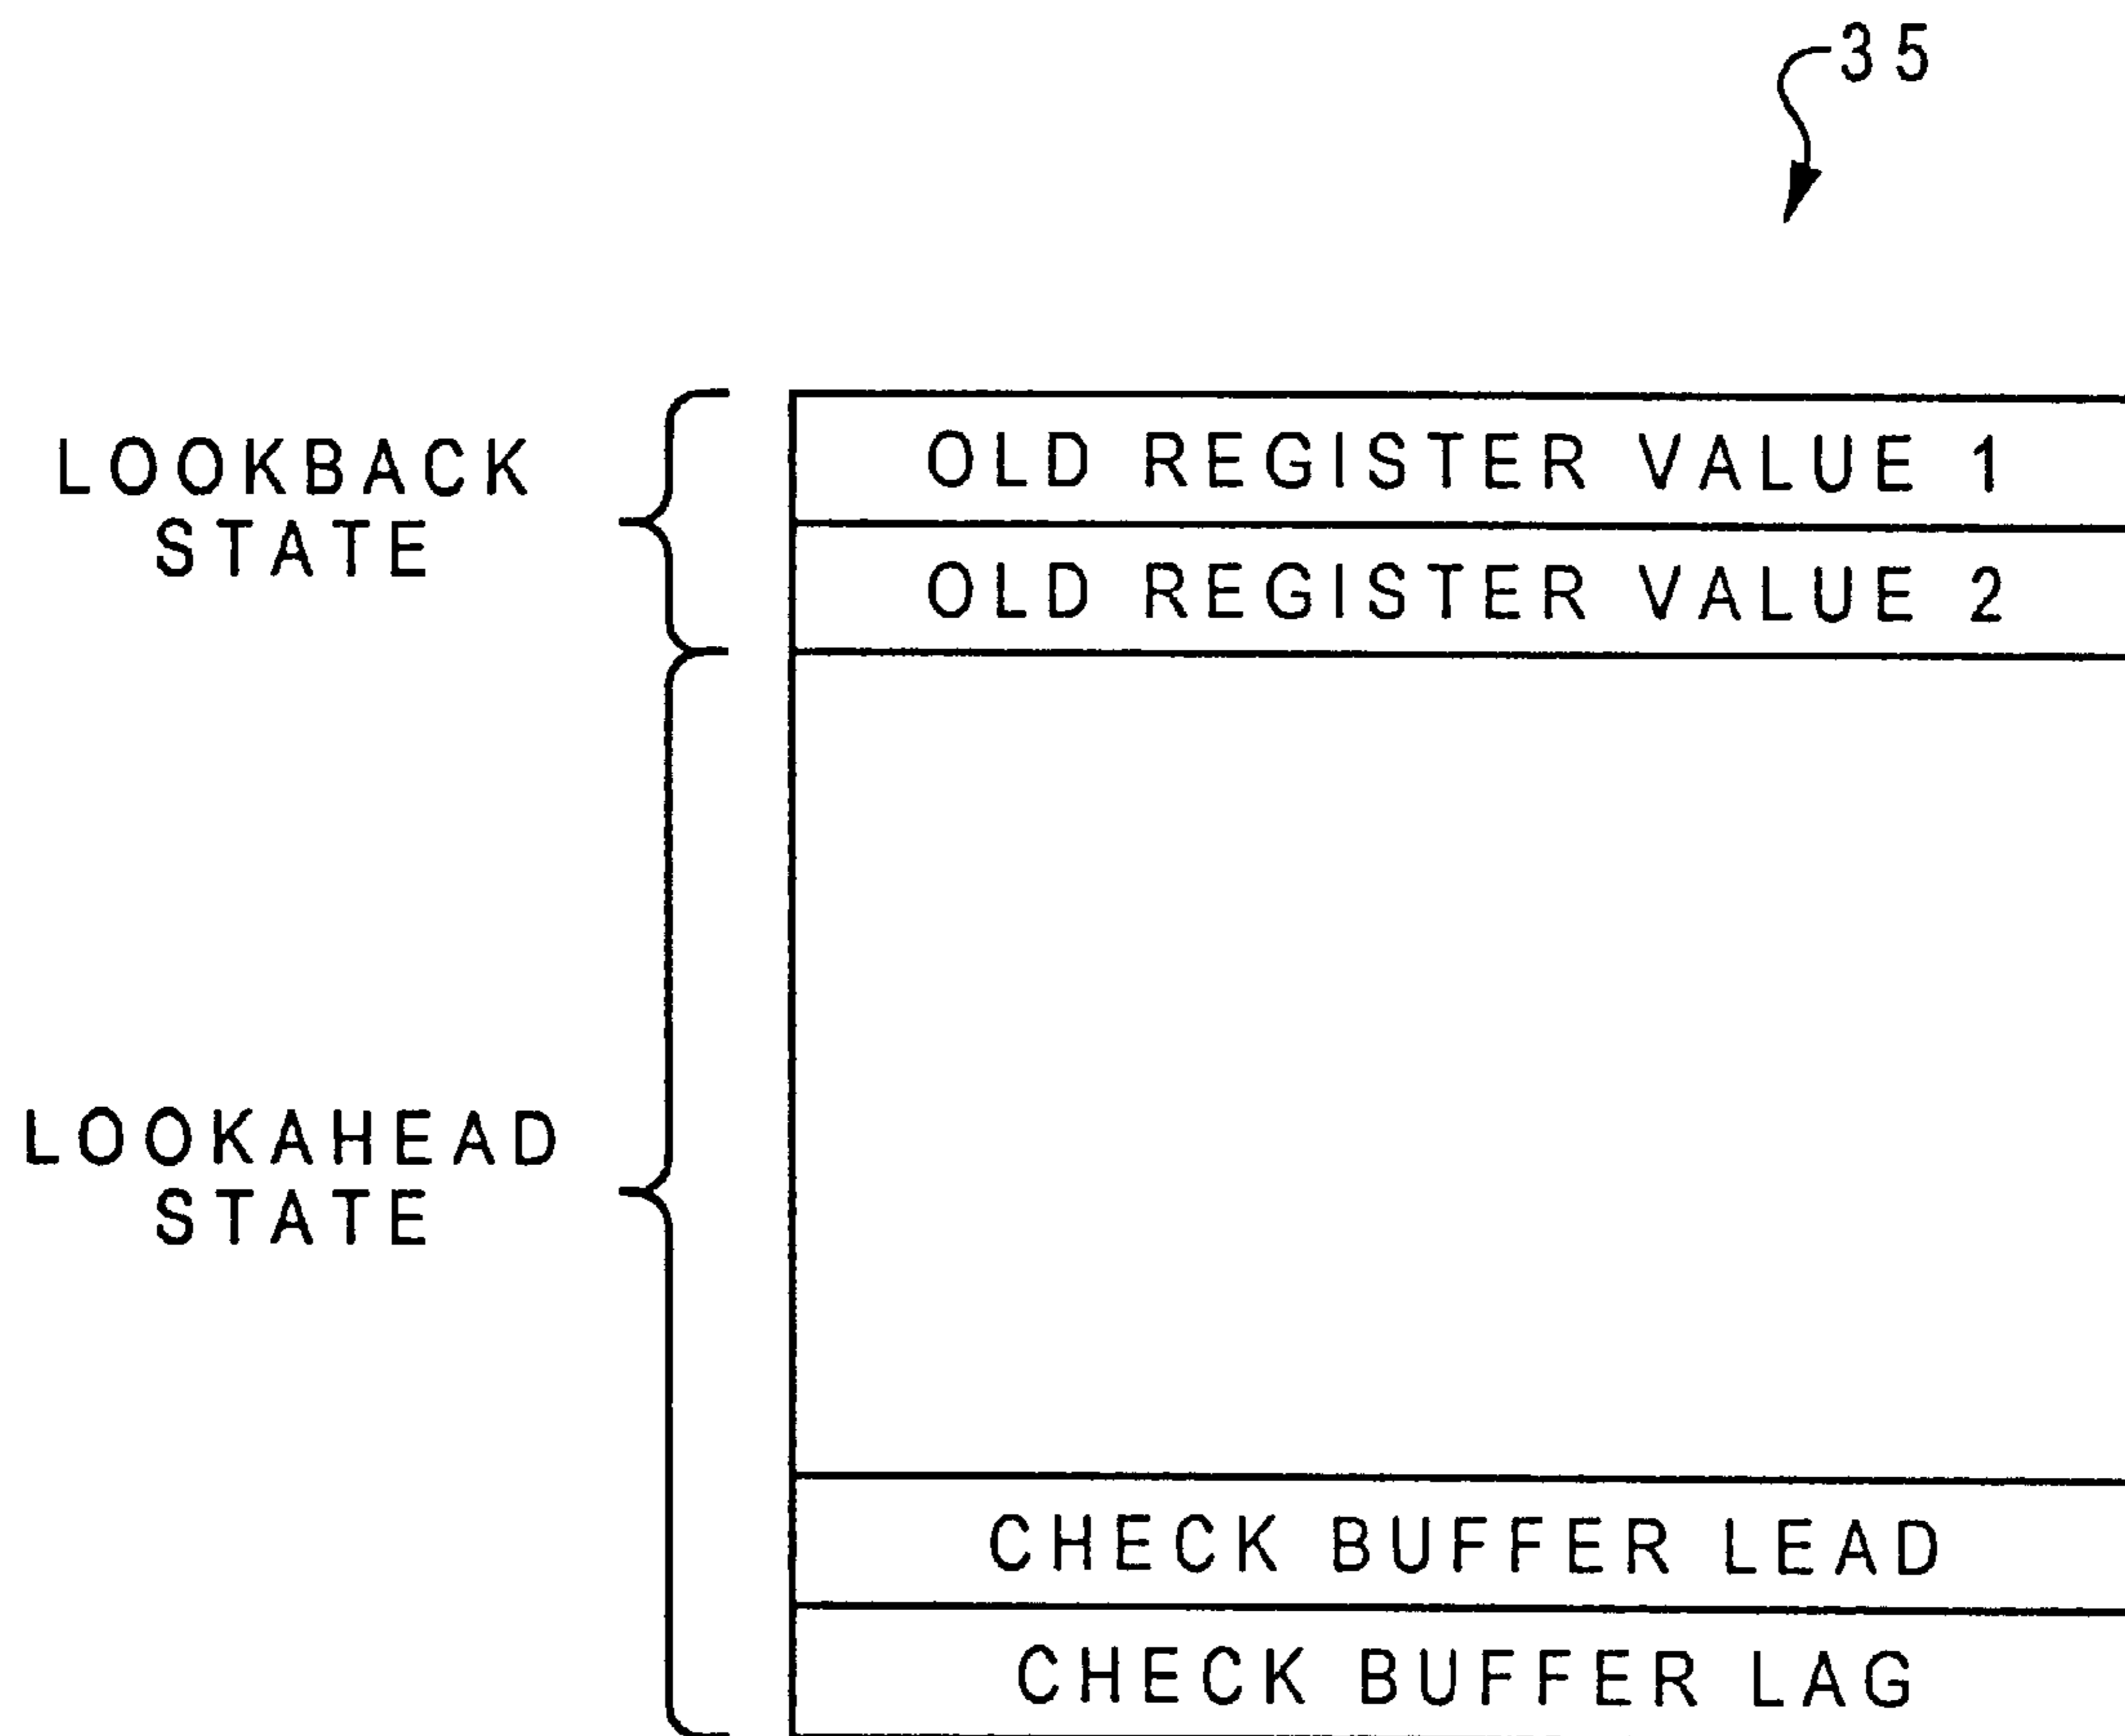 35
LOOKBACK
STATE
OLD REGISTER VALUE 1
OLD REGISTER VALUE 2
LOOKAHEAD
STATE
CHECK BUFFER LEAD
CHECK BUFFER LAG